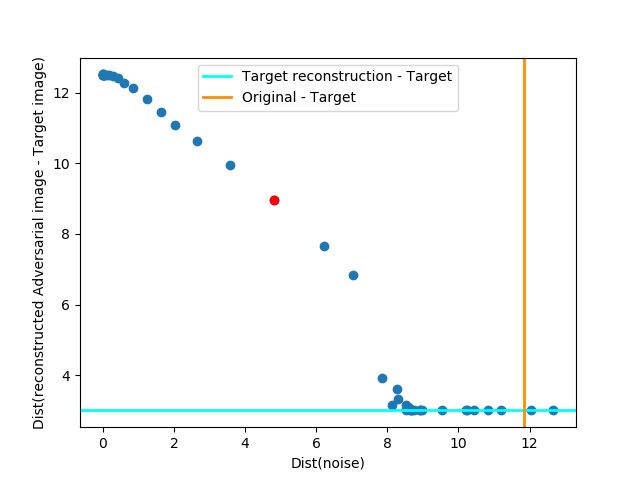 Target reconstruction - Target
Original - Target
Dist(reconstructed Adversarial image - Target image)
12
10
8
6
4
0 2 4 6 8 10 12
Dist(noise)